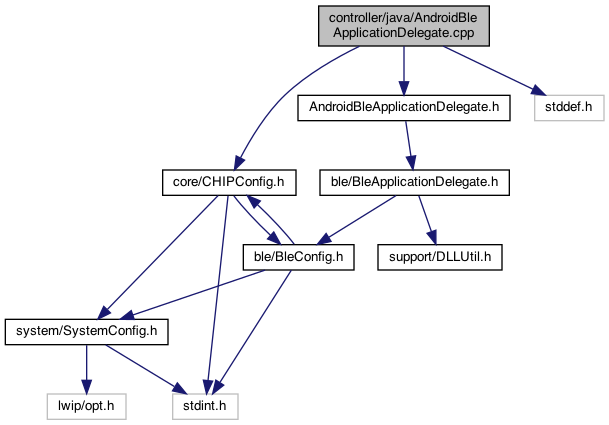 controller/java/AndroidBle
ApplicationDelegate.cpp
AndroidBleApplicationDelegate.h
stddef.h
core/CHIPConfig.h
ble/BleApplicationDelegate.h
ble/BleConfig.h
support/DLLUtil.h
system/SystemConfig.h
lwip/opt.h
stdint.h